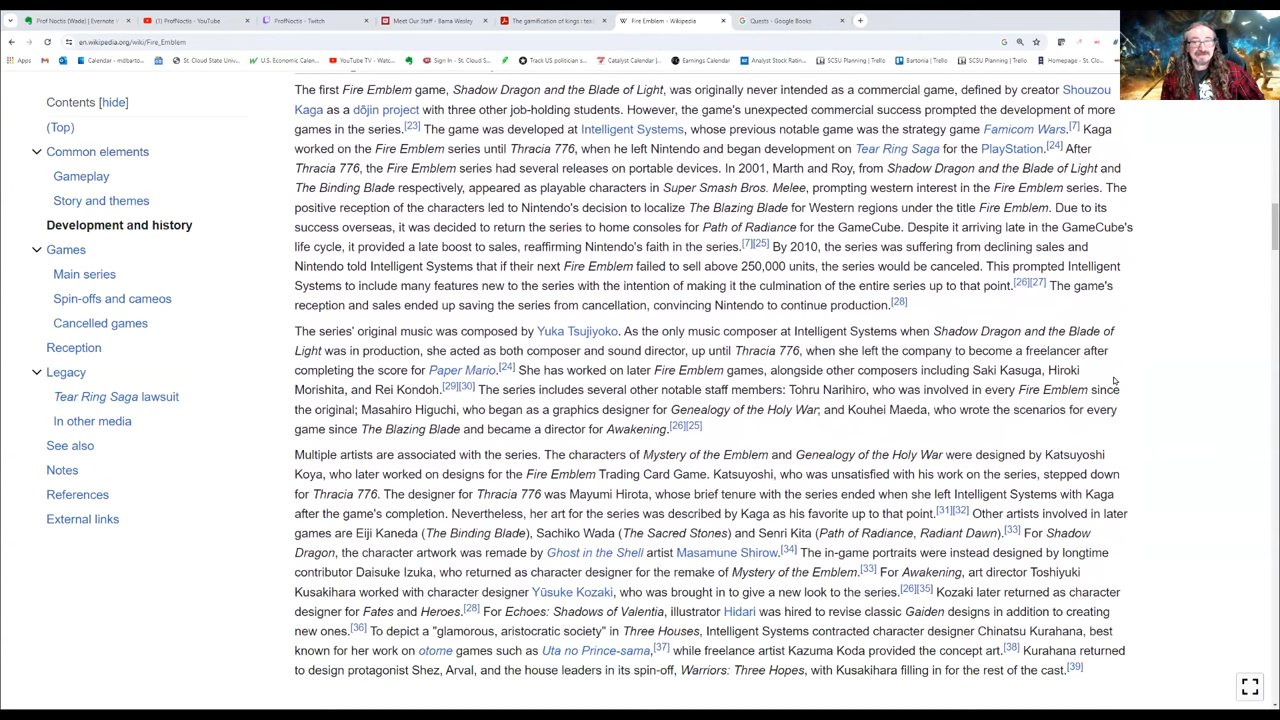 Prof Noctis (Wade) | Evernote
(1) ProfNoctis - YouTube
ProfNoctis - Twitch
Meet Our Staff - Bama Wesley
The gamification of kings : tes
Fire Emblem - Wikipedia
Quests - Google Books
en.wikipedia.org/wiki/Fire_Emblem
Apps
Calendar - mdbarto...
St. Cloud State Univ...
U.S. Economic Calen...
YouTube TV - Watc...
Sign In - St. Cloud S...
Track US politician s...
Catalyst Calendar |...
Earnings Calendar
Analyst Stock Ratin...
SCSU Planning | Trello
Bartonia | Trello
SCSU Planning | Trello
Homepage - St. Clo...
Contents [hide]
(Top)
Common elements
Gameplay
Story and themes
Development and history
Games
Main series
Spin-offs and cameos
Cancelled games
Reception
Legacy
Tear Ring Saga lawsuit
In other media
See also
Notes
References
External links
The first Fire Emblem game, Shadow Dragon and the Blade of Light, was originally never intended as a commercial game, defined by creator Shouzou
Kaga as a dōjin project with three other job-holding students. However, the game's unexpected commercial success prompted the development of more
games in the series.[23] The game was developed at Intelligent Systems, whose previous notable game was the strategy game Famicom Wars.[7] Kaga
worked on the Fire Emblem series until Thracia 776, when he left Nintendo and began development on Tear Ring Saga for the PlayStation.[24] After
Thracia 776, the Fire Emblem series had several releases on portable devices. In 2001, Marth and Roy, from Shadow Dragon and the Blade of Light and
The Binding Blade respectively, appeared as playable characters in Super Smash Bros. Melee, prompting western interest in the Fire Emblem series. The
positive reception of the characters led to Nintendo's decision to localize The Blazing Blade for Western regions under the title Fire Emblem. Due to its
success overseas, it was decided to return the series to home consoles for Path of Radiance for the GameCube. Despite it arriving late in the GameCube's
life cycle, it provided a late boost to sales, reaffirming Nintendo's faith in the series.[7][25] By 2010, the series was suffering from declining sales and
Nintendo told Intelligent Systems that if their next Fire Emblem failed to sell above 250,000 units, the series would be canceled. This prompted Intelligent
Systems to include many features new to the series with the intention of making it the culmination of the entire series up to that point.[26][27] The game's
reception and sales ended up saving the series from cancellation, convincing Nintendo to continue production.[28]
The series' original music was composed by Yuka Tsujiyoko. As the only music composer at Intelligent Systems when Shadow Dragon and the Blade of
Light was in production, she acted as both composer and sound director, up until Thracia 776, when she left the company to become a freelancer after
completing the score for Paper Mario.[24] She has worked on later Fire Emblem games, alongside other composers including Saki Kasuga, Hiroki
Morishita, and Rei Kondoh.[29][30] The series includes several other notable staff members: Tohru Narihiro, who was involved in every Fire Emblem since
the original; Masahiro Higuchi, who began as a graphics designer for Genealogy of the Holy War; and Kouhei Maeda, who wrote the scenarios for every
game since The Blazing Blade and became a director for Awakening.[26][25]
Multiple artists are associated with the series. The characters of Mystery of the Emblem and Genealogy of the Holy War were designed by Katsuyoshi
Koya, who later worked on designs for the Fire Emblem Trading Card Game. Katsuyoshi, who was unsatisfied with his work on the series, stepped down
for Thracia 776. The designer for Thracia 776 was Mayumi Hirota, whose brief tenure with the series ended when she left Intelligent Systems with Kaga
after the game's completion. Nevertheless, her art for the series was described by Kaga as his favorite up to that point.[31][32] Other artists involved in later
games are Eiji Kaneda (The Binding Blade), Sachiko Wada (The Sacred Stones) and Senri Kita (Path of Radiance, Radiant Dawn).[33] For Shadow
Dragon, the character artwork was remade by Ghost in the Shell artist Masamune Shirow.[34] The in-game portraits were instead designed by longtime
contributor Daisuke Izuka, who returned as character designer for the remake of Mystery of the Emblem.[33] For Awakening, art director Toshiyuki
Kusakihara worked with character designer Yūsuke Kozaki, who was brought in to give a new look to the series.[26][35] Kozaki later returned as character
designer for Fates and Heroes.[28] For Echoes: Shadows of Valentia, illustrator Hidari was hired to revise classic Gaiden designs in addition to creating
new ones.[36] To depict a "glamorous, aristocratic society" in Three Houses, Intelligent Systems contracted character designer Chinatsu Kurahana, best
known for her work on otome games such as Uta no Prince-sama,[37] while freelance artist Kazuma Koda provided the concept art.[38] Kurahana returned
to design protagonist Shez, Arval, and the house leaders in its spin-off, Warriors: Three Hopes, with Kusakihara filling in for the rest of the cast.[39]